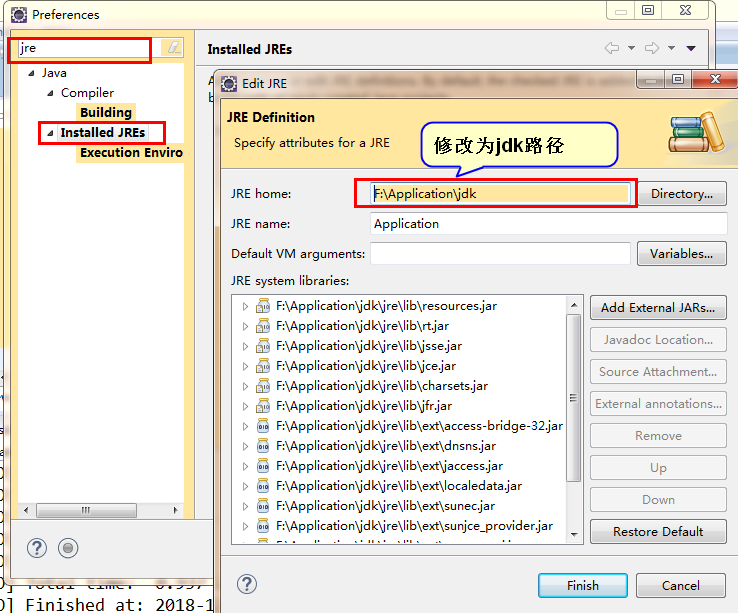 Preferences
jre
Java
Compiler
Building
Installed JREs
Execution Enviro
Installed JREs
Edit JRE
JRE Definition
Specify attributes for a JRE
修改为jdk路径
JRE home:
F:\Application\jdk
Directory...
JRE name:
Application
Default VM arguments:
Variables...
JRE system libraries:
F:\Application\jdk\jre\lib\resources.jar
F:\Application\jdk\jre\lib\rt.jar
F:\Application\jdk\jre\lib\jsse.jar
F:\Application\jdk\jre\lib\jce.jar
F:\Application\jdk\jre\lib\charsets.jar
F:\Application\jdk\jre\lib\jfr.jar
F:\Application\jdk\jre\lib\ext\access-bridge-32.jar
F:\Application\jdk\jre\lib\ext\dnsns.jar
F:\Application\jdk\jre\lib\ext\jaccess.jar
F:\Application\jdk\jre\lib\ext\localedata.jar
F:\Application\jdk\jre\lib\ext\sunec.jar
F:\Application\jdk\jre\lib\ext\sunjce_provider.jar
Add External JARs...
Javadoc Location...
Source Attachment...
External annotations...
Remove
Up
Down
Restore Default
Finish
Cancel
] Finished at: 2018-1